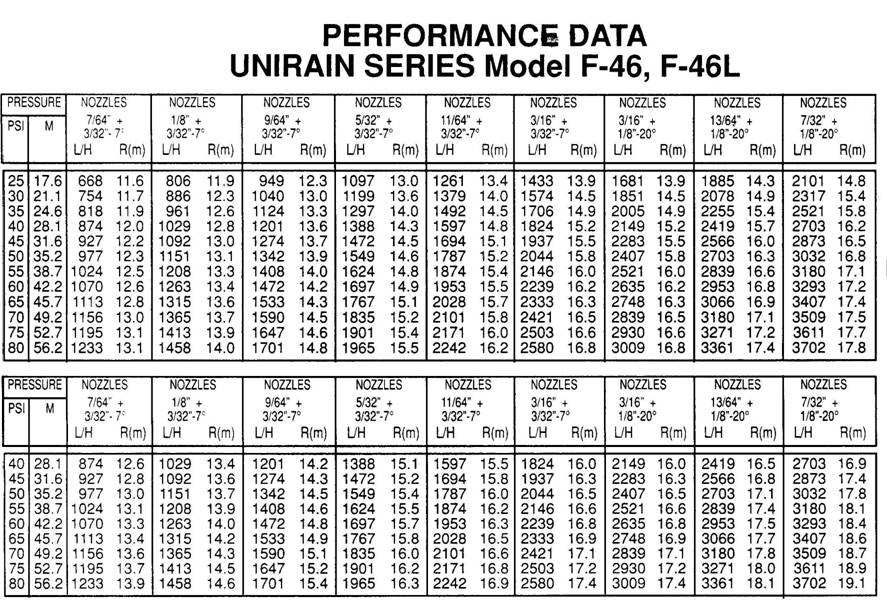 PERFORMANCE DATA
UNIRAIN SERIES Model F-46, F-46L
PRESSURE NOZZLES NOZZLES NOZZLES NOZZLES NOZZLES NOZZLES NOZZLES NOZZLES NOZZLES
PSI M 7/64" + 1/8" + 9/64" + 5/32" + 11/64" + 3/16" + 3/16" + 13/64" + 7/32" +
3/32"- 7° 3/32"-7° 3/32"-7° 3/32"-7° 3/32"-7° 3/32"-7° 1/8"-20° 1/8"-20° 1/8"-20°
L/H R(m) L/H R(m) L/H R(m) L/H R(m) L/H R(m) L/H R(m) L/H R(m) L/H R(m) L/H R(m)
25 17.6 668 11.6 806 11.9 949 12.3 1097 13.0 1261 13.4 1433 13.9 1681 13.9 1885 14.3 2101 14.8
30 21.1 754 11.7 886 12.3 1040 13.0 1199 13.6 1379 14.0 1574 14.5 1851 14.5 2078 14.9 2317 15.4
35 24.6 818 11.9 961 12.6 1124 13.3 1297 14.0 1492 14.5 1706 14.9 2005 14.9 2255 15.4 2521 15.8
40 28.1 874 12.0 1029 12.8 1201 13.6 1388 14.3 1597 14.8 1824 15.2 2149 15.2 2419 15.7 2703 16.2
45 31.6 927 12.2 1092 13.0 1274 13.7 1472 14.5 1694 15.1 1937 15.5 2283 15.5 2566 16.0 2873 16.5
50 35.2 977 12.3 1151 13.1 1342 13.9 1549 14.6 1787 15.2 2044 15.8 2407 15.8 2703 16.3 3032 16.8
55 38.7 1024 12.5 1208 13.3 1408 14.0 1624 14.8 1874 15.4 2146 16.0 2521 16.0 2839 16.6 3180 17.1
60 42.2 1070 12.6 1263 13.4 1472 14.2 1697 14.9 1953 15.5 2239 16.2 2635 16.2 2953 16.8 3293 17.2
65 45.7 1113 12.8 1315 13.6 1533 14.3 1767 15.1 2028 15.7 2333 16.3 2748 16.3 3066 16.9 3407 17.4
70 49.2 1156 13.0 1365 13.7 1590 14.5 1835 15.2 2101 15.8 2421 16.5 2839 16.5 3180 17.1 3509 17.5
75 52.7 1195 13.1 1413 13.9 1647 14.6 1901 15.4 2171 16.0 2503 16.6 2930 16.6 3271 17.2 3611 17.7
80 56.2 1233 13.1 1458 14.0 1701 14.8 1965 15.5 2242 16.2 2580 16.8 3009 16.8 3361 17.4 3702 17.8
PRESSURE NOZZLES NOZZLES NOZZLES NOZZLES NOZZLES NOZZLES NOZZLES NOZZLES NOZZLES
PSI M 7/64" + 1/8" + 9/64" + 5/32" + 11/64" + 3/16" + 3/16" + 13/64" + 7/32" +
3/32"- 7° 3/32"-7° 3/32"-7° 3/32"-7° 3/32"-7° 3/32"-7° 1/8"-20° 1/8"-20° 1/8"-20°
L/H R(m) L/H R(m) L/H R(m) L/H R(m) L/H R(m) L/H R(m) L/H R(m) L/H R(m) L/H R(m)
40 28.1 874 12.6 1029 13.4 1201 14.2 1388 15.1 1597 15.5 1824 16.0 2149 16.0 2419 16.5 2703 16.9
45 31.6 927 12.8 1092 13.6 1274 14.3 1472 15.2 1694 15.8 1937 16.3 2283 16.3 2566 16.8 2873 17.4
50 35.2 977 13.0 1151 13.7 1342 14.5 1549 15.4 1787 16.0 2044 16.5 2407 16.5 2703 17.1 3032 17.8
55 38.7 1024 13.1 1208 13.9 1408 14.6 1624 15.5 1874 16.2 2146 16.6 2521 16.6 2839 17.4 3180 18.1
60 42.2 1070 13.3 1263 14.0 1472 14.8 1697 15.7 1953 16.3 2239 16.8 2635 16.8 2953 17.5 3293 18.4
65 45.7 1113 13.4 1315 14.2 1533 14.9 1767 15.8 2028 16.5 2333 16.9 2748 16.9 3066 17.7 3407 18.6
70 49.2 1156 13.6 1365 14.3 1590 15.1 1835 16.0 2101 16.6 2421 17.1 2839 17.1 3180 17.8 3509 18.7
75 52.7 1195 13.7 1413 14.5 1647 15.2 1901 16.2 2171 16.8 2503 17.2 2930 17.2 3271 18.0 3611 18.9
80 56.2 1233 13.9 1458 14.6 1701 15.4 1965 16.3 2242 16.9 2580 17.4 3009 17.4 3361 18.1 3702 19.1